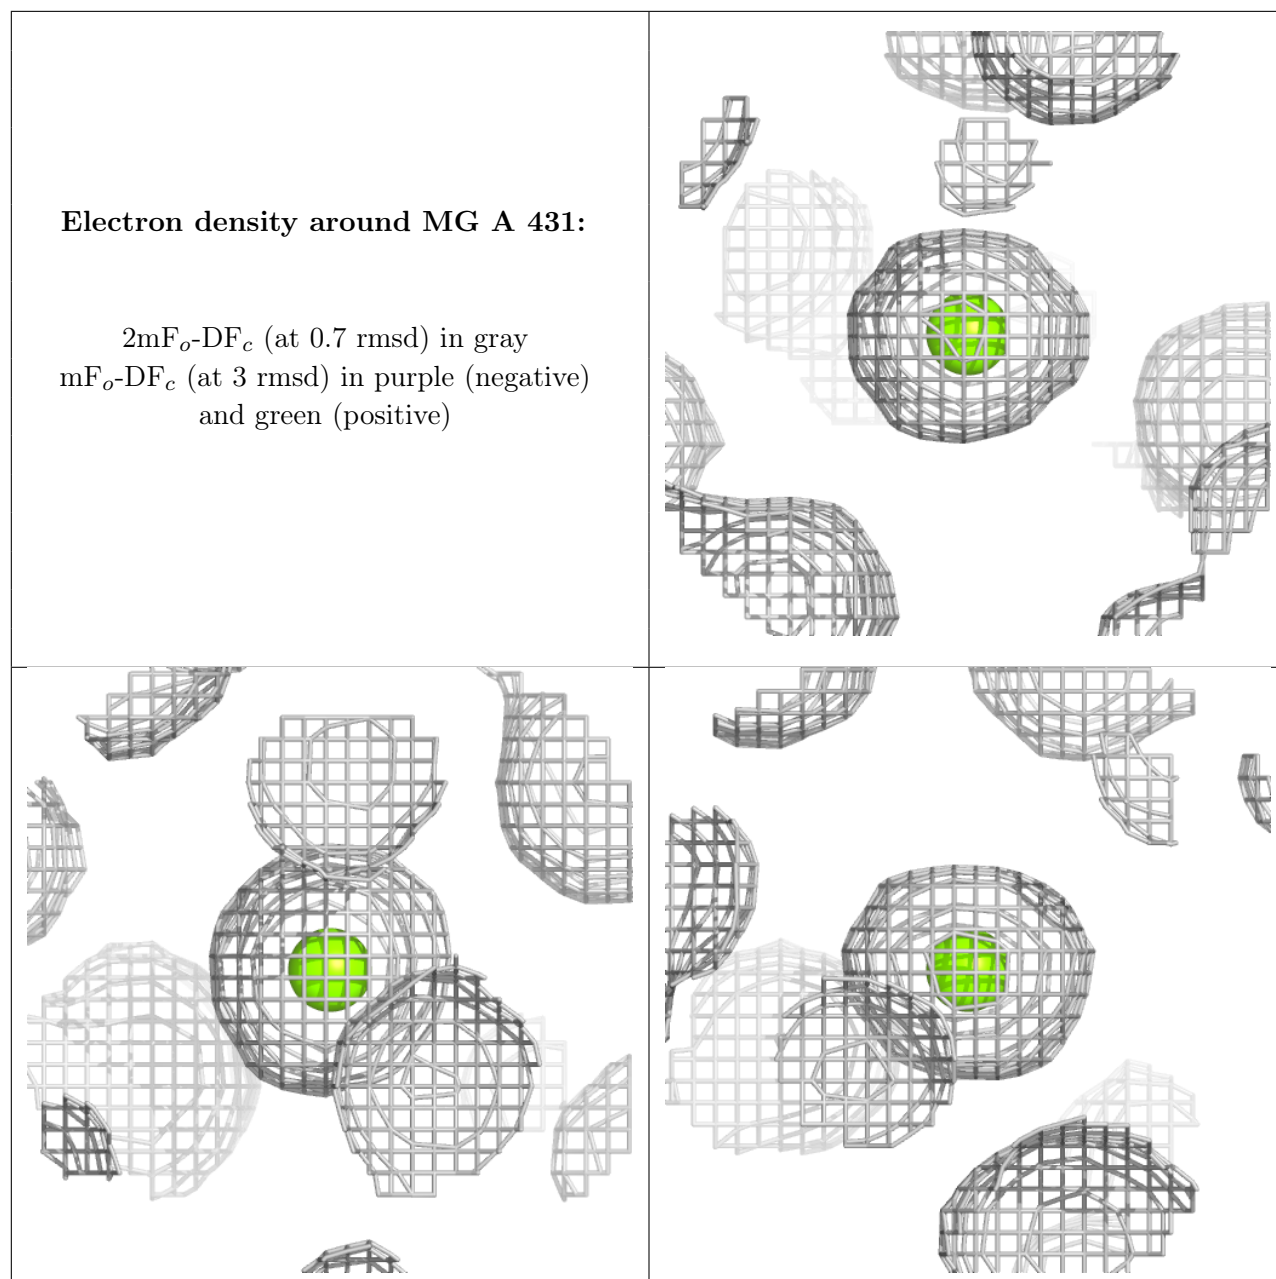 Electron density around MG A 431:
2mFo-DFc (at 0.7 rmsd) in gray
mFo-DFc (at 3 rmsd) in purple (negative)
and green (positive)